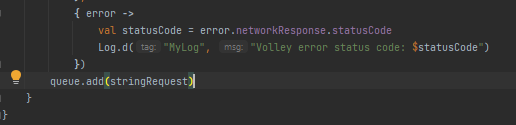 { error ->
val statusCode = error.networkResponse.statusCode
Log.d( tag: "MyLog", msg: "Volley error status code: $statusCode")
})
queue.add(stringRequest)
}
}